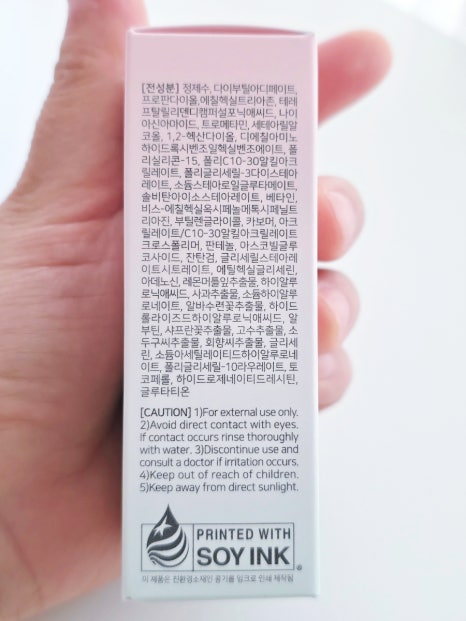 [전성분] 정제수, 다이부틸아디페이트,
프로판다이올,에칠헥실트리아존, 테레
프탈릴리덴디캠퍼설포닉애씨드, 나이
아신아마이드, 트로메타민, 세테아릴알
코올, 1,2-헥산다이올, 디에칠아미노
하이드록시벤조일헥실벤조에이트, 폴
리실리콘-15, 폴리C10-30알킬아크
릴레이트, 폴리글리세릴-3다이스테아
레이트, 소듐스테아로일글루타메이트,
솔비탄아이소스테아레이트, 베타인,
비스-에칠헥실옥시페놀메톡시페닐트
리아진, 부틸렌글라이콜, 카보머, 아크
릴레이트/C10-30알킬아크릴레이트
크로스폴리머, 판테놀, 아스코빌글루
코사이드, 잔탄검, 글리세릴스테아레
이트시트레이트, 에틸헥실글리세린,
아데노신, 레몬더틀잎추출물, 하이알루
로닉애씨드, 사과추출물, 소듐하이알루
로네이트, 알바수련꽃추출물, 하이드
롤라이즈드하이알루로닉애씨드, 알
부틴, 샤프란꽃추출물, 고수추출물, 소
두구씨추출물, 회향씨추출물, 글리세
린, 소듐아세틸레이티드하이알루로네
이트, 폴리글리세릴-10라우레이트, 토
코페롤, 하이드로제네이티드레시틴,
글루타티온
[CAUTION] 1)For external use only.
2)Avoid direct contact with eyes.
If contact occurs rinse thoroughly
with water. 3)Discontinue use and
consult a doctor if irritation occurs.
4)Keep out of reach of children.
5)Keep away from direct sunlight.
PRINTED WITH
SOY INK
이 제품은 친환경소재인 콩기름 잉크로 인쇄 제작됨